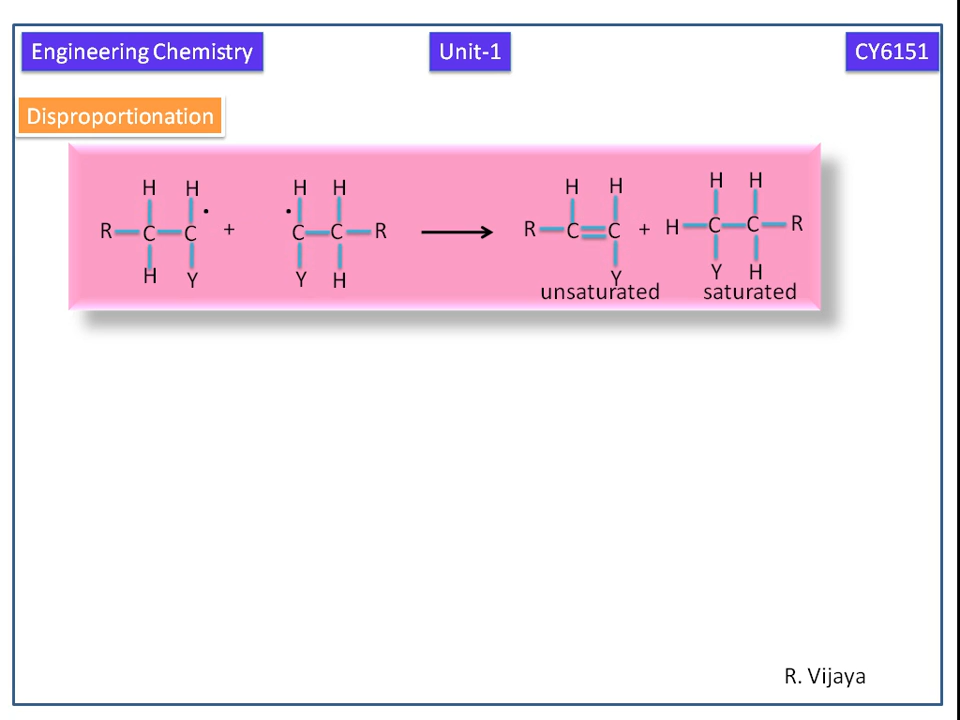 Engineering Chemistry Unit-1 CY6151
Disproportionation
H H H H H H H H
R C C • + • C C R R C C + H C C R
H Y Y H Y Y H
unsaturated saturated
R. Vijaya